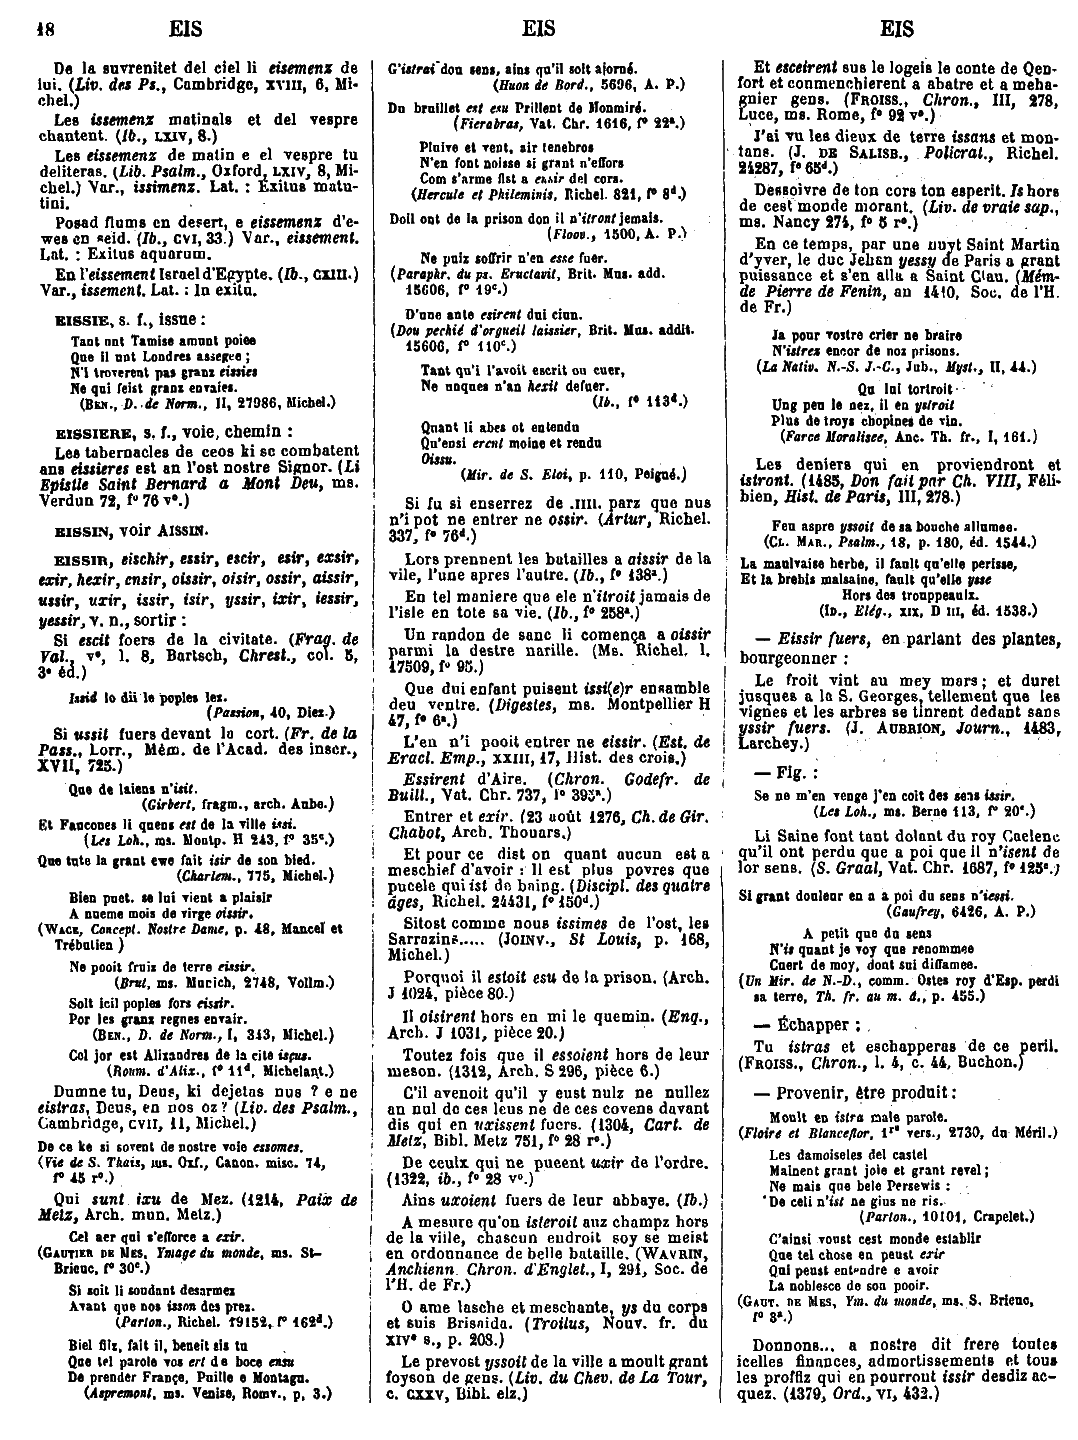 18 EIS EIS EIS
De la suvrenitet del ciel li eisemenz de
lui. (Liv. des Ps., Cambridge, XVIII, 6, Mi-
chel.)
Les issemenz matinals et del vespre
chantent. (Ib., LXIV, 8.)
Les eissemenz de matin e el vespre tu
deliteras. (Lib. Psalm., Oxford, LXIV, 8, Mi-
chel.) Var., issimenz. Lat. : Exitus matu-
tini.
Posad flums en desert, e eissemenz d'e-
wes en seid. (Ib., CVI, 33.) Var., eissement.
Lat. : Exitus aquarum.
En l'eissement Israel d'Egypte. (Ib., CXIII.)
Var., issement. Lat. : In exitu.
EISSIE, s. f., issue :
Tant unt Tamise amunt poiee
Que il unt Londres assegee ;
N'i troverent pas granz eissies
Ne qui feist granz envaies.
(BEN., D. de Norm., II, 27986, Michel.)
EISSIERE, s. f., voie, chemin :
Les tabernacles de ceos ki se combatent
ans eissieres est an l'ost nostre Signor. (Li
Epistle Saint Bernard a Mont Deu, ms.
Verdun 72, f° 76 v°.)
EISSIN, voir AISSIN.
EISSIR, eischir, essir, escir, esir, exsir,
exir, hexir, ensir, oissir, oisir, ossir, aissir,
ussir, uxir, issir, isir, yssir, ixir, iessir,
yessir, v. n., sortir :
Si escit foers de la civitate. (Frag. de
Val., v°, l. 8, Bartsch, Chrest., col. 5,
3e éd.)
Issid lo dii le poples lez.
(Passion, 40, Diez.)
Si ussit fuers devant lo cort. (Fr. de la
Pass., Lorr., Mém. de l'Acad. des inscr.,
XVII, 725.)
Que de laiens n'isit.
(Girbert, fragm., arch. Aube.)
Et Fancones li quens est de la ville issi.
(Les Loh., ms. Montp. H 243, f° 35c.)
Que tute la grant ewe fait isir de son bied.
(Charlem., 775, Michel.)
Bien puet. se lui vient a plaisir
A nueme mois de virge oissir.
(WACE, Concept. Nostre Dame, p. 48, Mancel et
Trébutien )
Ne pooit fruiz de terre eissir.
(Brut, ms. Munich, 2748, Vollm.)
Solt icil poples fors eissir.
Por les granz regnes envair.
(BEN., D. de Norm., I, 343, Michel.)
Col jor est Alixandres de la cite isçus.
(Roum. d'Alix., f° 11d, Michelant.)
Dumne tu, Deus, ki dejetas nus ? e ne
eistras, Deus, en nos oz ? (Liv. des Psalm.,
Cambridge, CVII, 11, Michel.)
De ce ke si sovent de nostre voie essomes.
(Vie de S. Thais, ms. Oxf., Canon. misc. 74,
f° 45 r°.)
Qui sunt ixu de Mez. (1214, Paix de
Metz, Arch. mun. Metz.)
Cel aer qui s'efforce a exir.
(GAUTIER DE MES, Ymage du monde, ms. St-
Brieuc, f° 30c.)
Si soit li soudant desarmez
Avant que nos isson des prez.
(Parton., Richel. 19152, f° 162d.)
Biel filz, fait il, beneit sis tu
Que tel parole vos ert de boce ensu
De prender France, Puille e Montagu.
(Aspremont, ms. Venise, Romv., p. 3.)
G'istrai don sens, ains qu'il soit ajorné.
(Huon de Bord., 5696, A. P.)
Du bruillet est esu Prillent de Monmiré.
(Fierabras, Vat. Chr. 1616, f° 22a.)
Pluive et vent, air tenebros
N'en font noisse si grant n'effors
Com s'arme fist a essir del cors.
(Hercule et Phileminis, Richel. 821, f° 8d.)
Doll ont de la prison don il n'itront jemais.
(Floov., 1500, A. P.)
Ne puiz soffrir n'en esse fuer.
(Paraphr. du ps. Eructavit, Brit. Mus. add.
15606, f° 19c.)
D'une ante esirent dui cion.
(Dou pechié d'orgueil laissier, Brit. Mus. addit.
15606, f° 110c.)
Tant qu'i l'avoit escrit ou cuer,
Ne unques n'an hexit defuer.
(Ib., f° 113d.)
Quant li abes ot entendu
Qu'ensi erent moine et rendu
Oissu.
(Mir. de S. Eloi, p. 110, Peigné.)
Si fu si enserrez de .IIII. parz que nus
n'i pot ne entrer ne ossir. (Artur, Richel.
337, f° 76d.)
Lors prennent les batailles a aissir de la
vile, l'une apres l'autre. (Ib., f° 138a.)
En tel maniere que ele n'itroit jamais de
l'isle en tote sa vie. (Ib., f° 258a.)
Un randon de sanc li comença a oissir
parmi la destre narille. (Ms. Richel. l.
17509, f° 95.)
Que dui enfant puisent issi(e)r ensamble
deu ventre. (Digestes, ms. Montpellier H
47, f° 6a.)
L'en n'i pooit entrer ne eissir. (Est. de
Eracl. Emp., XXIII, 17, Hist. des crois.)
Essirent d'Aire. (Chron. Godefr. de
Buill., Vat. Chr. 737, f° 393a.)
Entrer et exir. (23 août 1276, Ch. de Gir.
Chabot, Arch. Thouars.)
Et pour ce dist on quant aucun est a
meschief d'avoir : Il est plus povres que
pucele qui ist de baing. (Discipl. des quatre
âges, Richel. 24431, f° 150d.)
Sitost comme nous issimes de l'ost, les
Sarrazins..... (JOINV., St Louis, p. 168,
Michel.)
Porquoi il estoit esu de la prison. (Arch.
J 1024, pièce 80.)
Il oisirent hors en mi le quemin. (Enq.,
Arch. J 1031, pièce 20.)
Toutez fois que il essoient hors de leur
meson. (1312, Arch. S 296, pièce 6.)
C'il avenoit qu'il y eust nulz ne nullez
an nul de ces leus ne de ces covens davant
dis qui en uxissent fuers. (1304, Cart. de
Metz, Bibl. Metz 751, f° 28 r°.)
De ceulx qui ne pueent uxir de l'ordre.
(1322, ib., f° 28 v°.)
Ains uxoient fuers de leur abbaye. (Ib.)
A mesure qu'on isteroit auz champz hors
de la ville, chascun endroit soy se meist
en ordonnance de belle bataille. (WAVRIN,
Anchienn. Chron. d'Englet., I, 291, Soc. de
l'H. de Fr.)
O ame lasche et meschante, ys du corps
et suis Brisaida. (Troilus, Nouv. fr. du
XIVe s., p. 208.)
Le prevost yssoit de la ville a moult grant
foyson de gens. (Liv. du Chev. de La Tour,
c. CXXV, Bibl. elz.)
Et esceirent sus le logeis le conte de Qen-
fort et conmenchierent a abatre et a meha-
gnier gens. (FROISS., Chron., III, 278,
Luce, ms. Rome, f° 92 v°.)
J'ai vu les dieux de terre issans et mon-
tans. (J. DE SALISB., Policrat., Richel.
24287, f° 65d.)
Dessoivre de ton cors ton esperit. Is hors
de cest monde morant. (Liv. de vraie sap.,
ms. Nancy 274, f° 5 r°.)
En ce temps, par une nuyt Saint Martin
d'yver, le duc Jehan yessy de Paris a grant
puissance et s'en alla a Saint Clau. (Mém-
de Pierre de Fenin, an 1410, Soc. de l'H.
de Fr.)
Ja pour vostre crier ne braire
N'istrez encor de noz prisons.
(La Nativ. N.-S. J.-C., Jub., Myst., II, 44.)
Qu lui tortroit
Ung peu le nez, il en ystroit
Plus de troys chopines de vin.
(Farce Moralisee, Anc. Th. fr., I, 161.)
Les deniers qui en proviendront et
istront. (1485, Don fait par Ch. VIII, Féli-
bien, Hist. de Paris, III, 278.)
Feu aspre yssoit de sa bouche allumee.
(CL. MAR., Psalm., 18, p. 180, éd. 1544.)
La maulvaise herbe, il fault qu'elle perisse,
Et la brebis malsaine, fault qu'elle ysse
Hors des trouppeaulx.
(ID., Elég., XIX, D III, éd. 1538.)
— Eissir fuers, en parlant des plantes,
bourgeonner :
Le froit vint au mey mars ; et duret
jusques a la S. Georges, tellement que les
vignes et les arbres se tinrent dedant sans
yssir fuers. (J. AUBRION, Journ., 1483,
Larchey.)
— Fig. :
Se ne m'en venge j'en coit des sens issir.
(Les Loh., ms. Berne 113, f° 20c.)
Li Saine font tant dolant du roy Caelenc
qu'il ont perdu que a poi que il n'isent de
lor sens. (S. Graal, Vat. Chr. 1687, f° 125a.)
Si grant douleur en a a poi du sens n'iessi.
(Gaufrey, 6426, A. P.)
A petit que du sens
N'is quant je voy que renommee
Cuert de moy, dont sui diffamee.
(Un Mir. de N.-D., comm. Ostes roy d'Esp. perdi
sa terre, Th. fr. au m. d., p. 455.)
— Échapper :
Tu istras et eschapperas de ce peril.
(FROISS., Chron., l. 4, c. 44, Buchon.)
— Provenir, être produit :
Moult en istra male parole.
(Floire et Blanceflor, 1re vers., 2730, du Méril.)
Les damoiseles del castel
Mainent grant joie et grant revel ;
Ne mais que bele Persewis :
De celi n'ist ne gius ne ris.
(Parton., 10101, Crapelet.)
C'ainsi voust cest monde establir
Que tel chose en peust exir
Qui peust entendre e avoir
La noblesce de son pooir.
(GAUT. DE MES, Ym. du monde, ms. S. Brieuc,
f° 3a.)
Donnons... a nostre dit frere toutes
icelles finances, admortissements et tous
les proffiz qui en pourront issir desdiz ac-
quez. (1379, Ord., VI, 432.)